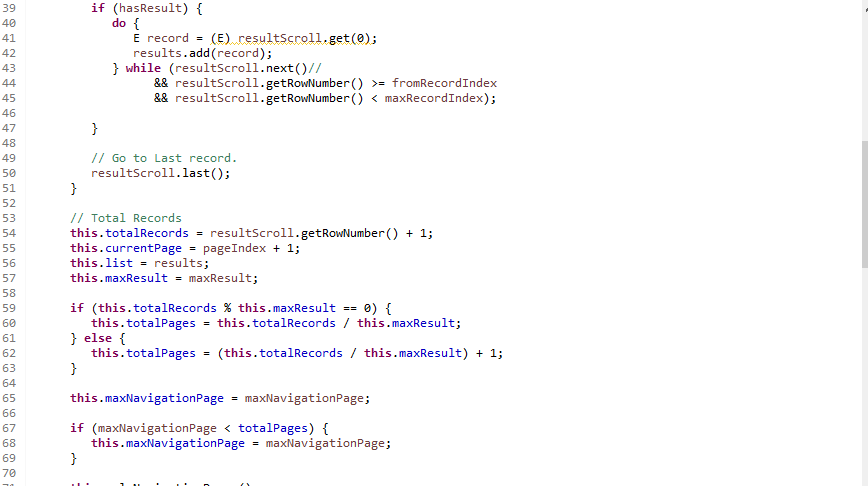 39 if (hasResult) {
40 do {
41 E record = (E) resultScroll.get(0);
42 results.add(record);
43 } while (resultScroll.next()//
44 && resultScroll.getRowNumber() >= fromRecordIndex
45 && resultScroll.getRowNumber() < maxRecordIndex);
46
47 }
48
49 // Go to Last record.
50 resultScroll.last();
51 }
52
53 // Total Records
54 this.totalRecords = resultScroll.getRowNumber() + 1;
55 this.currentPage = pageIndex + 1;
56 this.list = results;
57 this.maxResult = maxResult;
58
59 if (this.totalRecords % this.maxResult == 0) {
60 this.totalPages = this.totalRecords / this.maxResult;
61 } else {
62 this.totalPages = (this.totalRecords / this.maxResult) + 1;
63 }
64
65 this.maxNavigationPage = maxNavigationPage;
66
67 if (maxNavigationPage < totalPages) {
68 this.maxNavigationPage = maxNavigationPage;
69 }
70